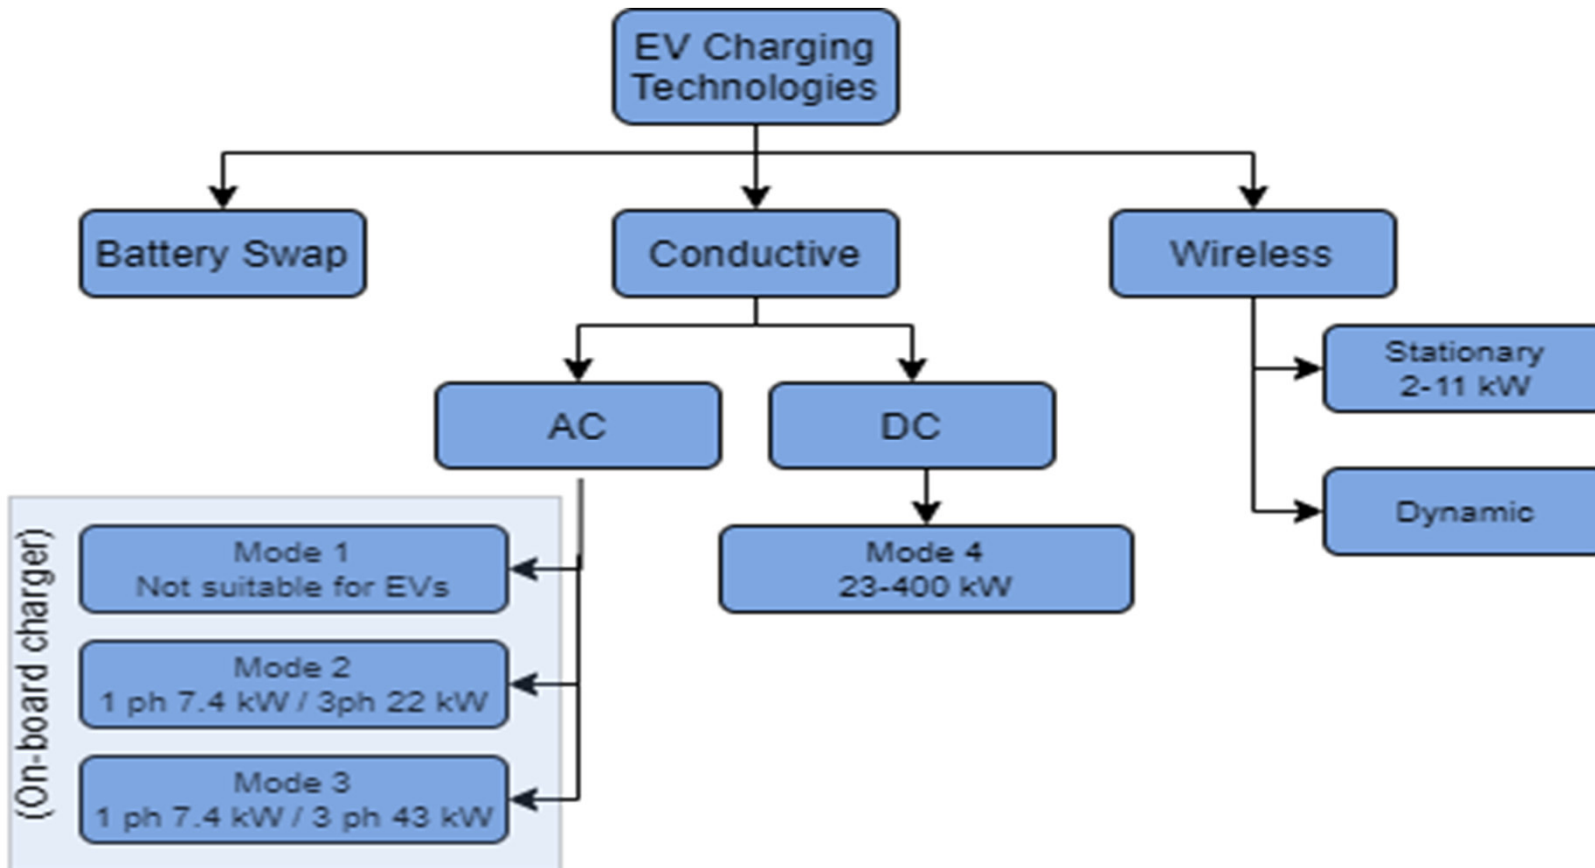 EV Charging
Technologies
Battery Swap
Conductive
Wireless
Stationary
2-11 kW
AC
DC
Dynamic
(On-board charger)
Mode 1
Not suitable for EVs
Mode 4
23-400 kW
Mode 2
1 ph 7.4 kW / 3ph 22 kW
Mode 3
1 ph 7.4 kW / 3 ph 43 kW